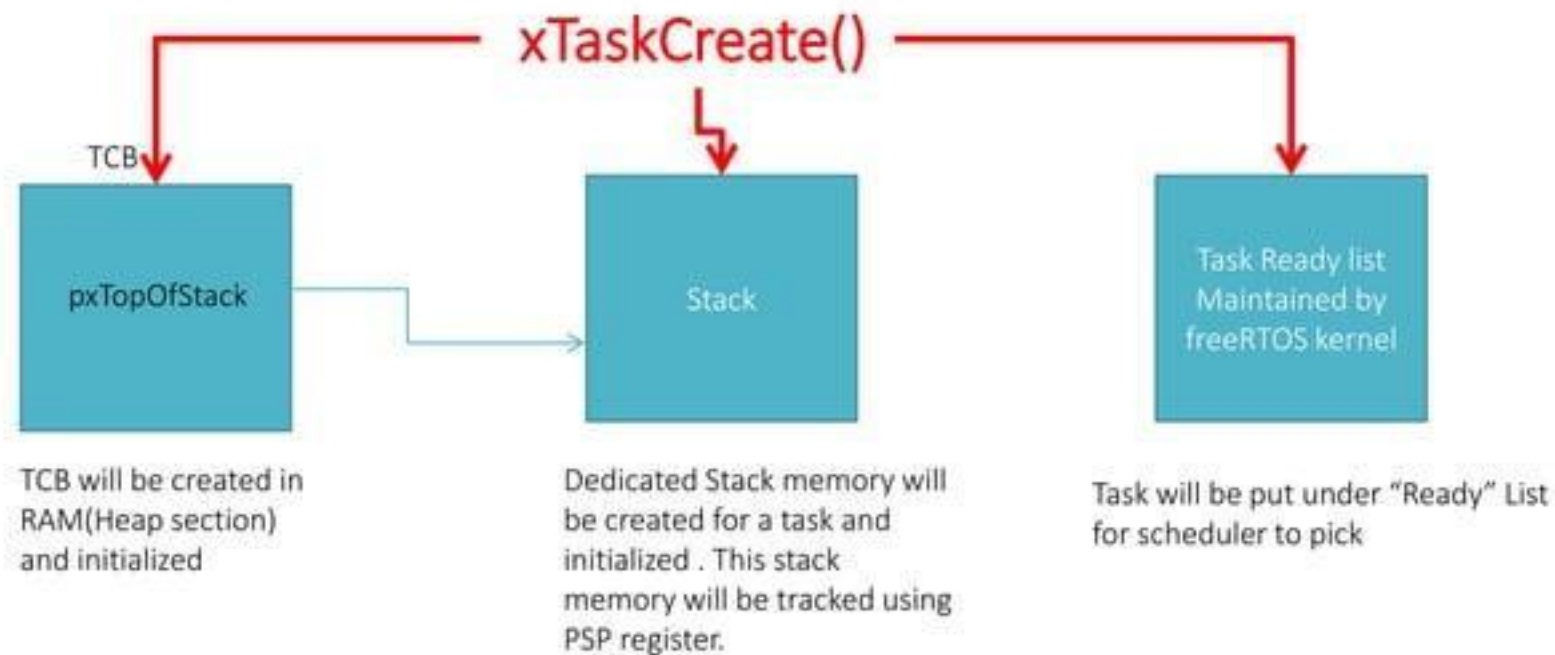 xTaskCreate()
TCB
pxTopOfStack
Stack
Task Ready list
Maintained by
freeRTOS kernel
TCB will be created in
RAM(Heap section)
and initialized
Dedicated Stack memory will
be created for a task and
initialized . This stack
memory will be tracked using
PSP register.
Task will be put under “Ready” List
for scheduler to pick